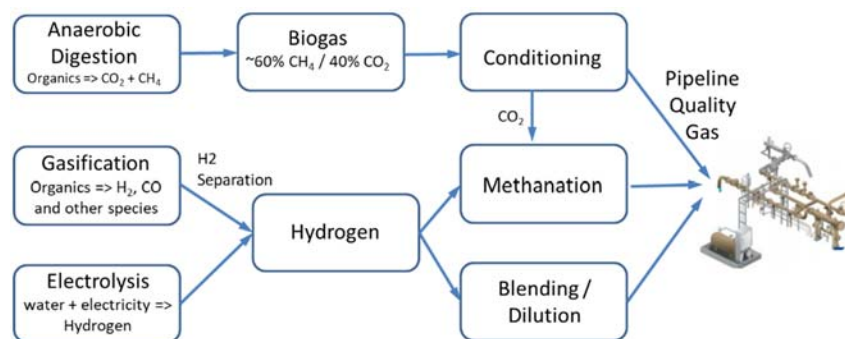 Anaerobic
Digestion
Organics => CO₂ + CH₄
Biogas
~60% CH₄ / 40% CO₂
Conditioning
Pipeline
Quality
Gas
CO₂
Gasification
Organics => H₂, CO
and other species
H2
Separation
Hydrogen
Methanation
Electrolysis
water + electricity =>
Hydrogen
Blending /
Dilution